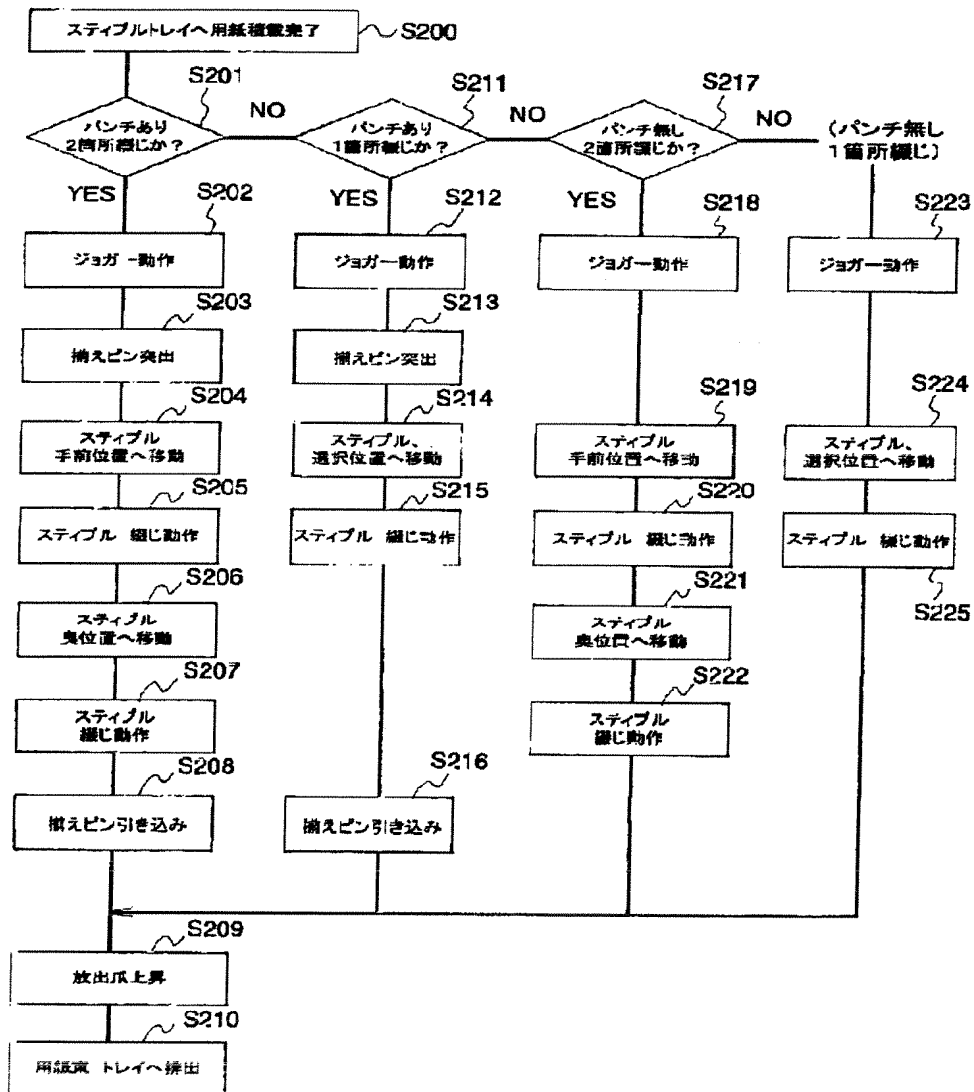 スティプルトレイへ用紙積載完了
S200
S201
パンチあり
2箇所綴じか？
NO
YES
S211
パンチあり
1箇所綴じか？
NO
YES
S217
パンチ無し
2箇所綴じか？
NO
YES
(パンチ無し
1箇所綴じ)
S202
ジョガー動作
S212
ジョガー動作
S218
ジョガー動作
S223
ジョガー動作
S203
揃えピン突出
S213
揃えピン突出
S204
スティプル
手前位置へ移動
S214
スティプル、
選択位置へ移動
S219
スティプル
手前位置へ移動
S224
スティプル、
選択位置へ移動
S205
スティプル 綴じ動作
S215
スティプル 綴じ動作
S220
スティプル 綴じ動作
スティプル 綴じ動作
S225
S206
スティプル
奥位置へ移動
S221
スティプル
奥位置へ移動
S207
スティプル
綴じ動作
S222
スティプル
綴じ動作
S208
揃えピン引き込み
S216
揃えピン引き込み
S209
放出爪上昇
S210
用紙束 トレイへ排出